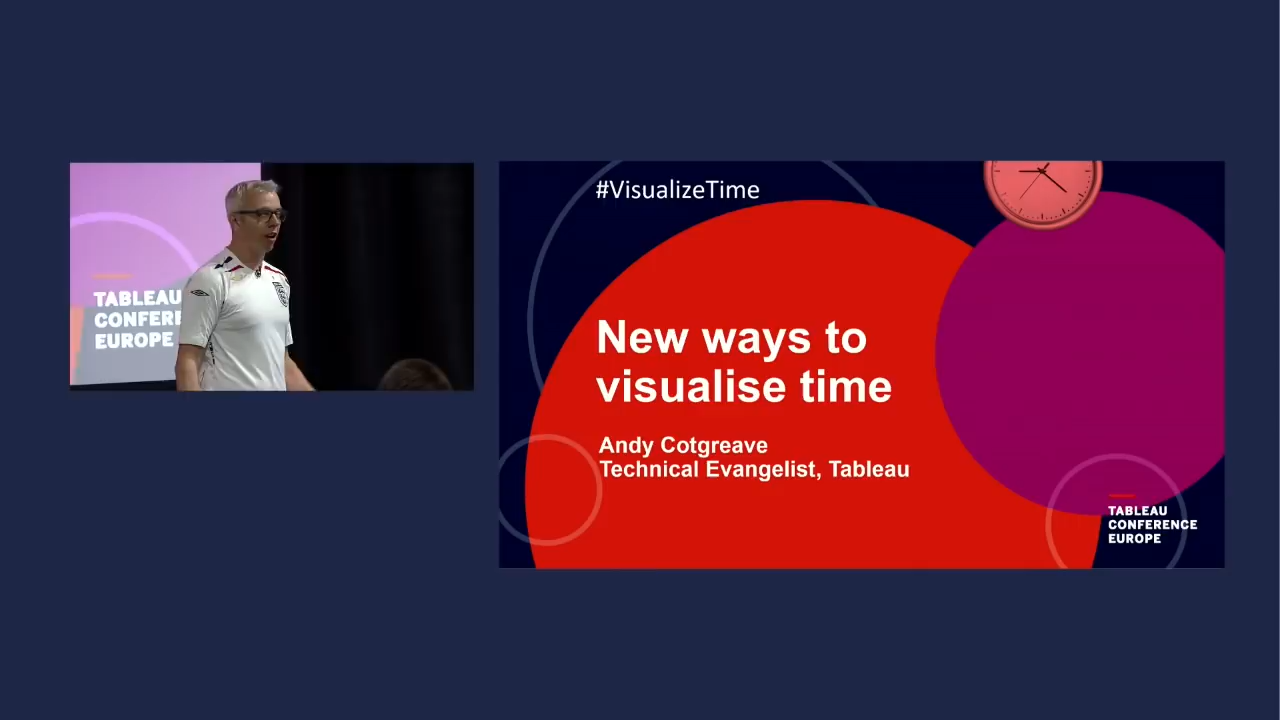 TABLEAU
CONFERE
EUROPE
#VisualizeTime
New ways to
visualise time
Andy Cotgreave
Technical Evangelist, Tableau
TABLEAU
CONFERENCE
EUROPE